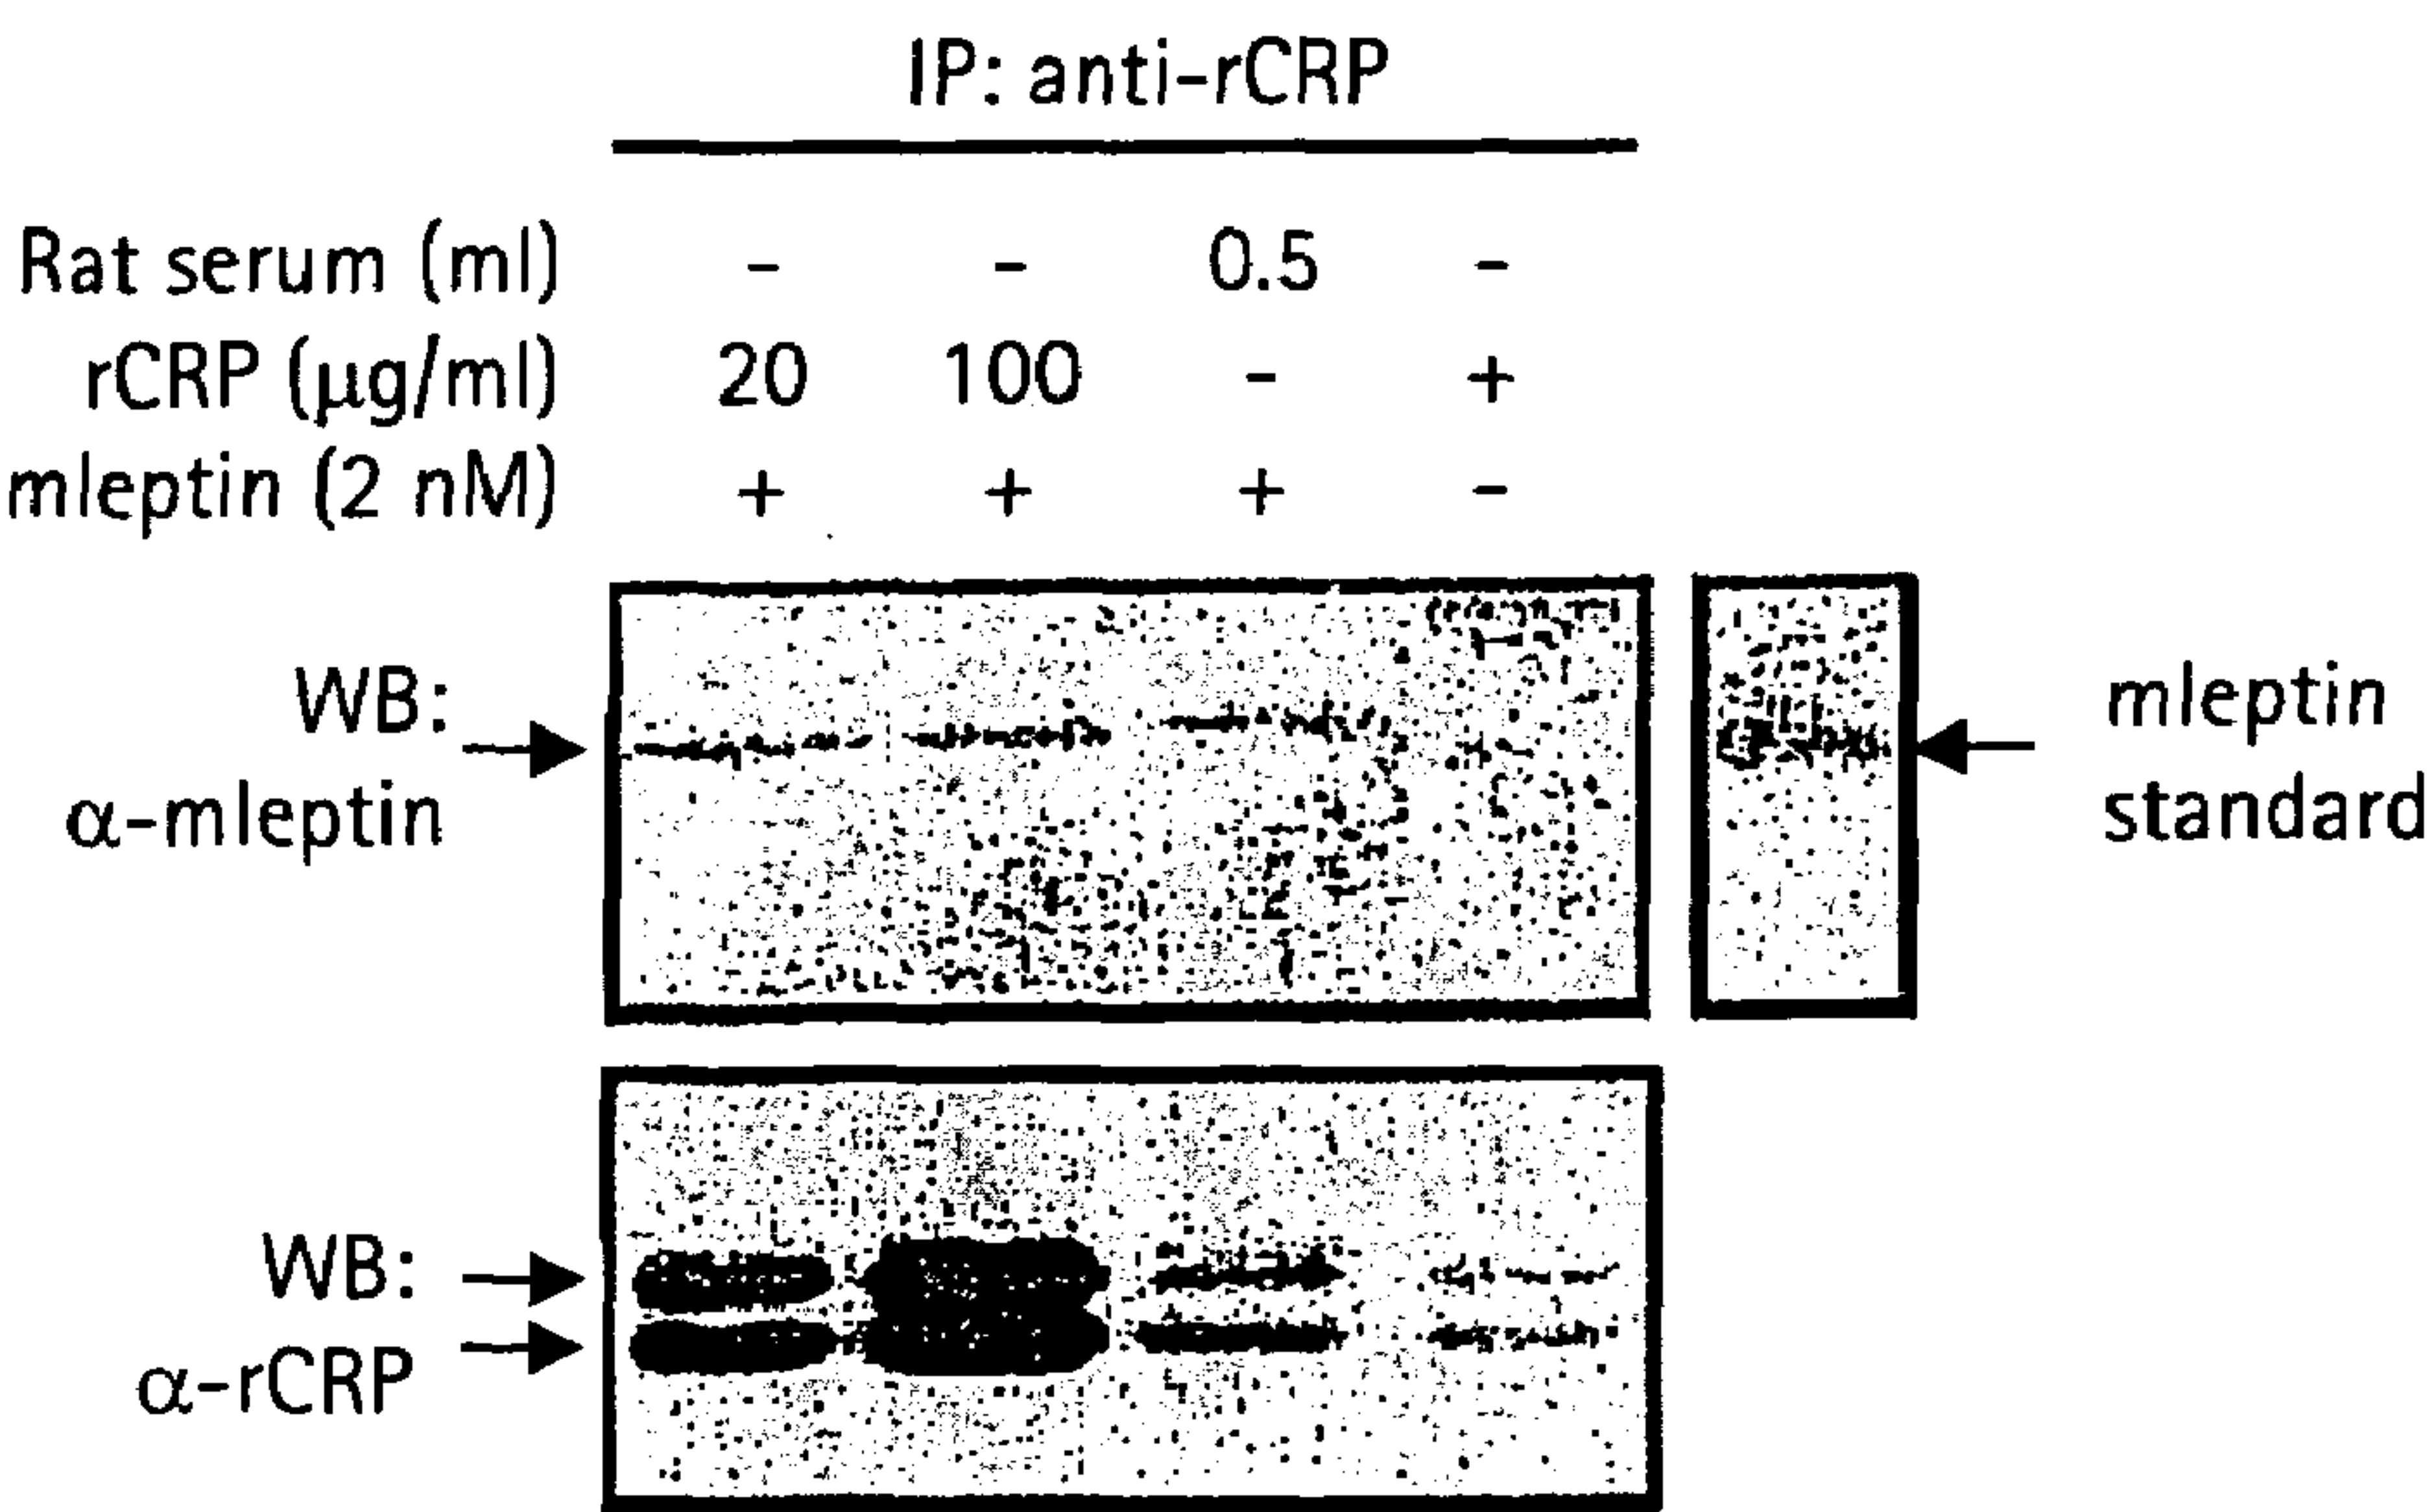 IP: anti-rCRP
Rat serum (ml) - - 0.5 -
rCRP (µg/ml) 20 100 - +
mleptin (2 nM) + + + -
WB:
α-mleptin
mleptin
standard
WB:
α-rCRP